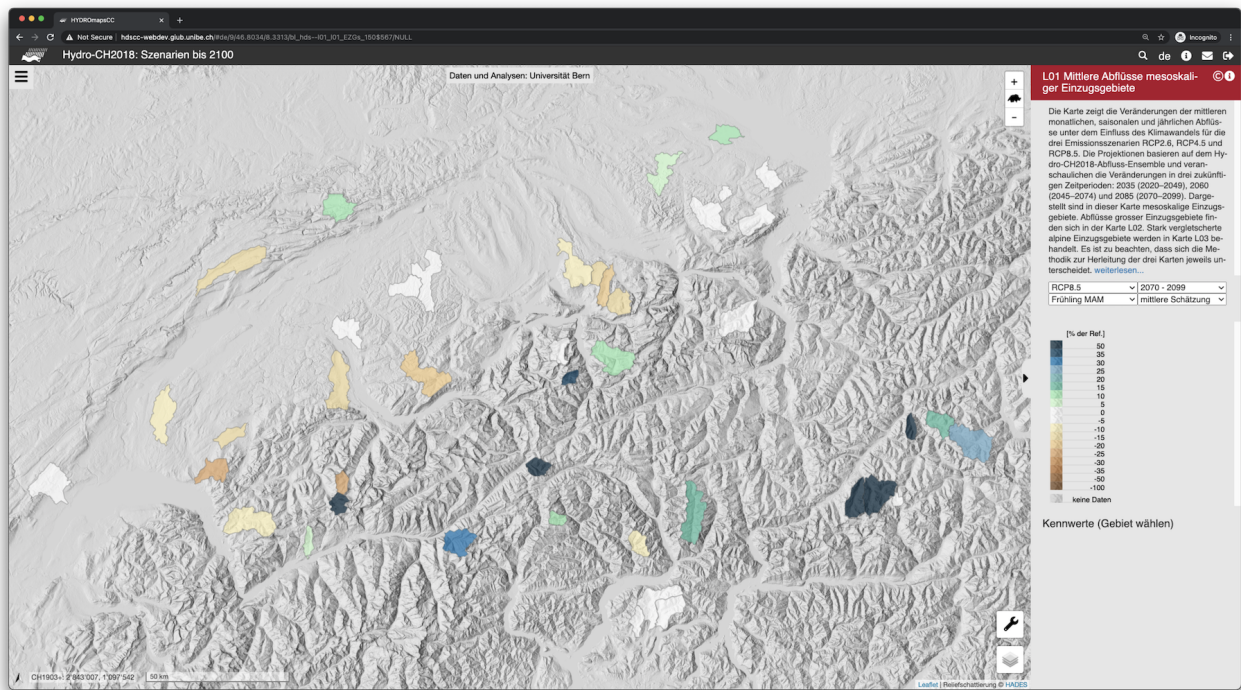 HYDROmapsCC
Not Secure | hdscc-webdev.giub.unibe.ch/#de/9/46.8034/8.3313/bl_hds--l01_l01_EZGs_150$567/NULL
Incognito
Hydro-CH2018: Szenarien bis 2100
de
Daten und Analysen: Universität Bern
+
-
CH1903+: 2'843'007, 1'097'542
50 km
Leaflet | Reliefschattierung © HADES
L01 Mittlere Abflüsse mesoskali-
ger Einzugsgebiete
Die Karte zeigt die Veränderungen der mittleren
monatlichen, saisonalen und jährlichen Abflüs-
se unter dem Einfluss des Klimawandels für die
drei Emissionsszenarien RCP2.6, RCP4.5 und
RCP8.5. Die Projektionen basieren auf dem Hy-
dro-CH2018-Abfluss-Ensemble und veran-
schaulichen die Veränderungen in drei zukünfti-
gen Zeitperioden: 2035 (2020–2049), 2060
(2045–2074) und 2085 (2070–2099). Darge-
stellt sind in dieser Karte mesoskalige Einzugs-
gebiete. Abflüsse grosser Einzugsgebiete fin-
den sich in der Karte L02. Stark vergletscherte
alpine Einzugsgebiete werden in Karte L03 be-
handelt. Es ist zu beachten, dass sich die Me-
thodik zur Herleitung der drei Karten jeweils un-
terscheidet. weiterlesen...
RCP8.5 2070 - 2099
Frühling MAM mittlere Schätzung
[% der Ref.]
50
35
30
25
20
15
10
5
0
-5
-10
-15
-20
-25
-30
-35
-50
-100
keine Daten
Kennwerte (Gebiet wählen)